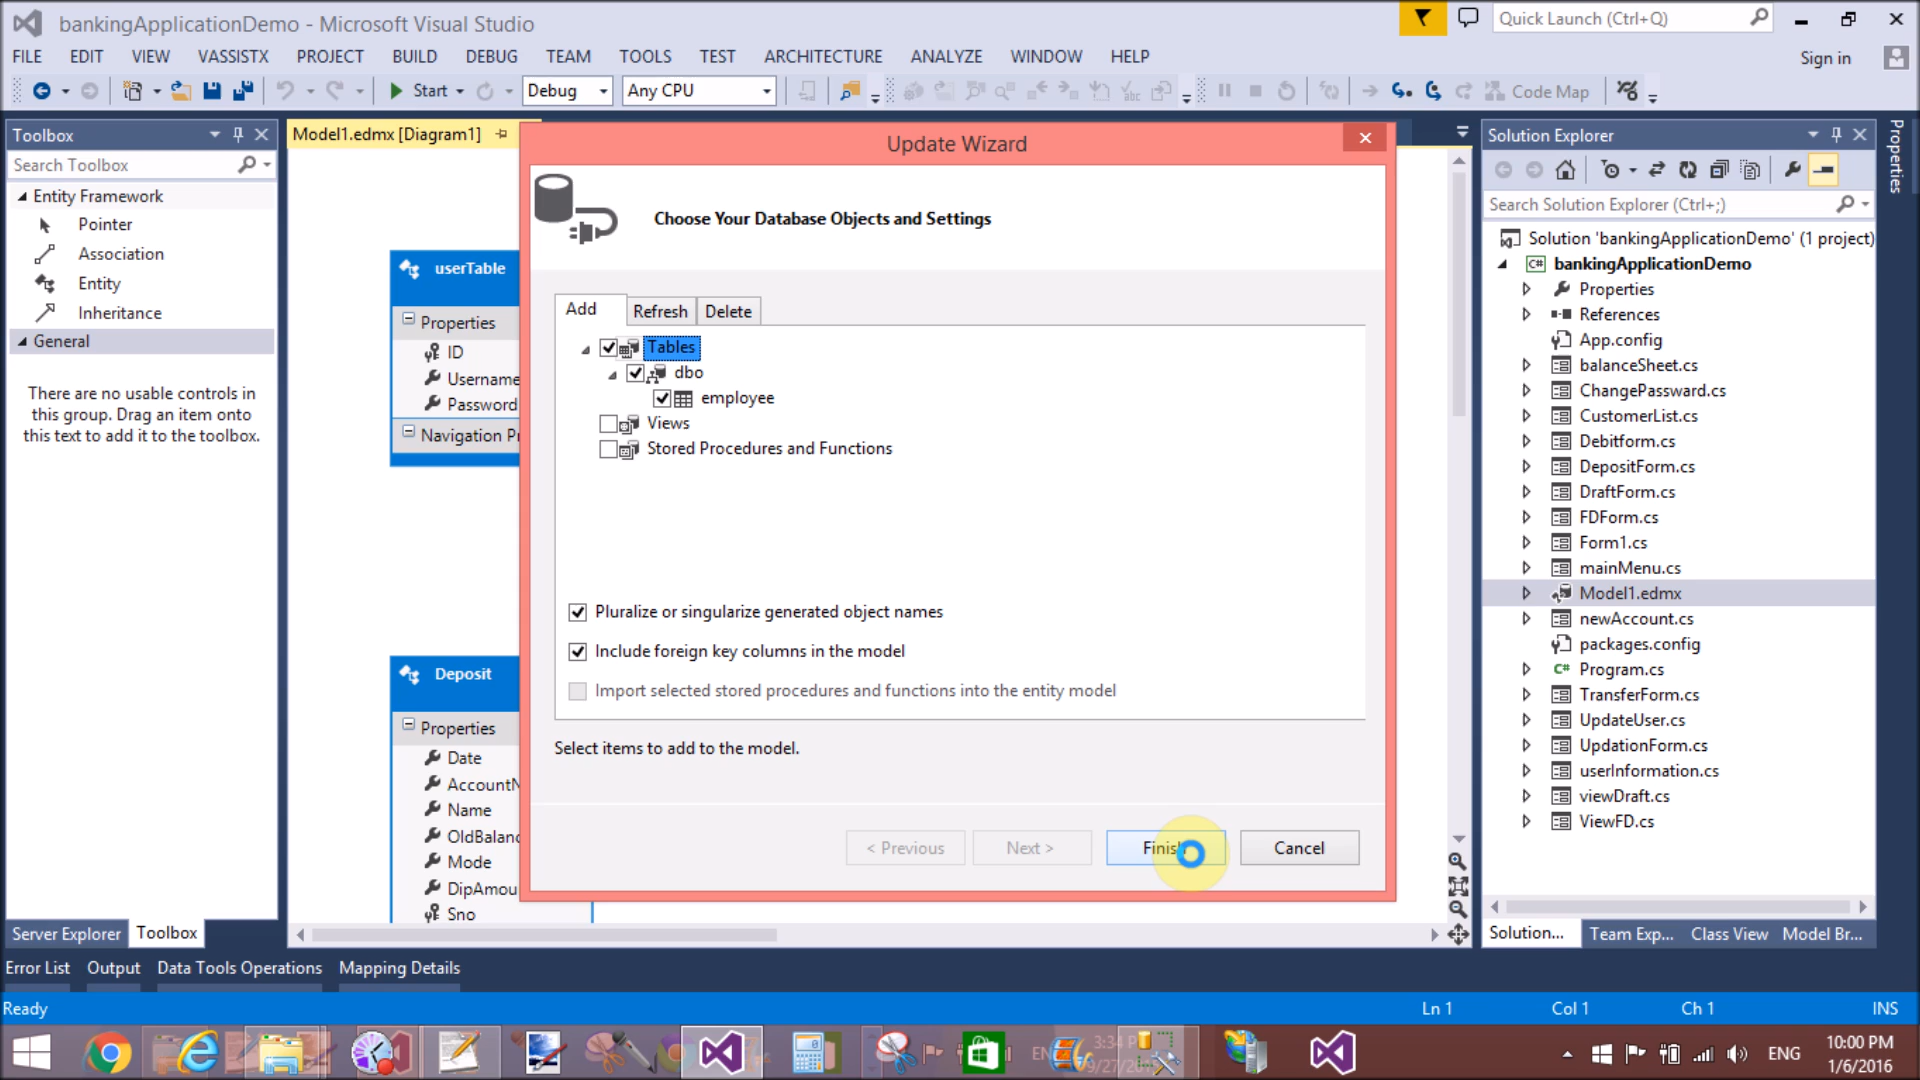 bankingApplicationDemo - Microsoft Visual Studio
Quick Launch (Ctrl+Q)
FILE EDIT VIEW VASSISTX PROJECT BUILD DEBUG TEAM TOOLS TEST ARCHITECTURE ANALYZE WINDOW HELP
Sign in
Start Debug Any CPU Code Map
Toolbox
Search Toolbox
Entity Framework
Pointer
Association
Entity
Inheritance
General
There are no usable controls in
this group. Drag an item onto
this text to add it to the toolbox.
Server Explorer Toolbox
Model1.edmx [Diagram1]
userTable
Properties
ID
Username
Password
Navigation Pr
Deposit
Properties
Date
AccountN
Name
OldBalanc
Mode
DipAmou
Sno
Update Wizard
Choose Your Database Objects and Settings
Add Refresh Delete
Tables
dbo
employee
Views
Stored Procedures and Functions
Pluralize or singularize generated object names
Include foreign key columns in the model
Import selected stored procedures and functions into the entity model
Select items to add to the model.
< Previous Next > Finish Cancel
Solution Explorer
Search Solution Explorer (Ctrl+;)
Solution 'bankingApplicationDemo' (1 project)
C# bankingApplicationDemo
Properties
References
App.config
balanceSheet.cs
ChangePassward.cs
CustomerList.cs
Debitform.cs
DepositForm.cs
DraftForm.cs
FDForm.cs
Form1.cs
mainMenu.cs
Model1.edmx
newAccount.cs
packages.config
C# Program.cs
TransferForm.cs
UpdateUser.cs
UpdationForm.cs
userInformation.cs
viewDraft.cs
ViewFD.cs
Solution... Team Exp... Class View Model Br...
Properties
Error List Output Data Tools Operations Mapping Details
Ready Ln 1 Col 1 Ch 1 INS
ENG
10:00 PM
1/6/2016